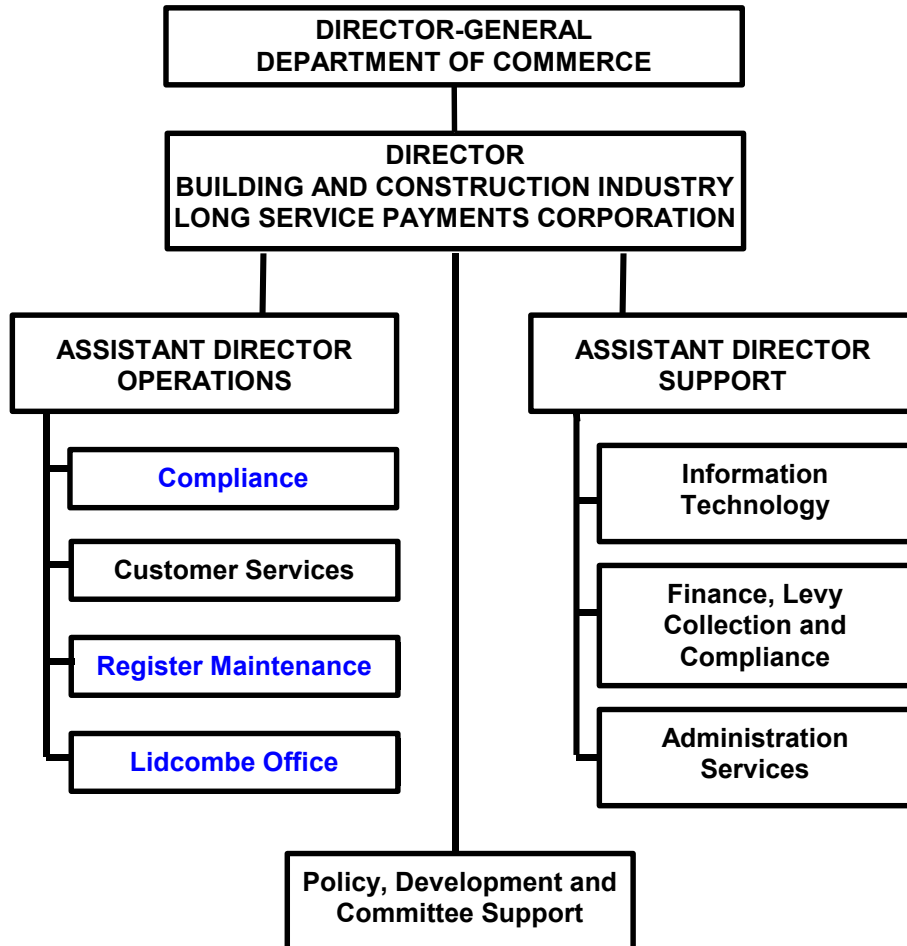 DIRECTOR-GENERAL
DEPARTMENT OF COMMERCE
DIRECTOR
BUILDING AND CONSTRUCTION INDUSTRY
LONG SERVICE PAYMENTS CORPORATION
ASSISTANT DIRECTOR
OPERATIONS
Compliance
Customer Services
Register Maintenance
Lidcombe Office
ASSISTANT DIRECTOR
SUPPORT
Information
Technology
Finance, Levy
Collection and
Compliance
Administration
Services
Policy, Development and
Committee Support